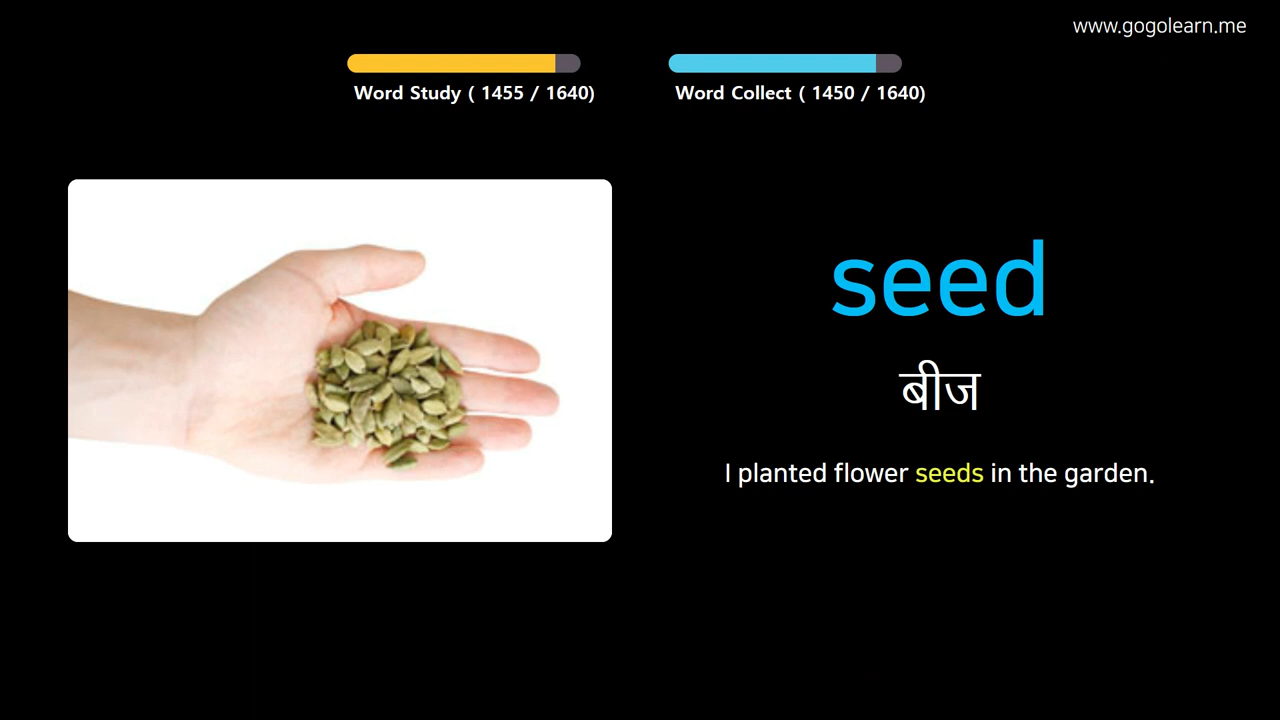 www.gogolearn.me
Word Study ( 1455 / 1640)
Word Collect ( 1450 / 1640)
seed
बीज
I planted flower seeds in the garden.